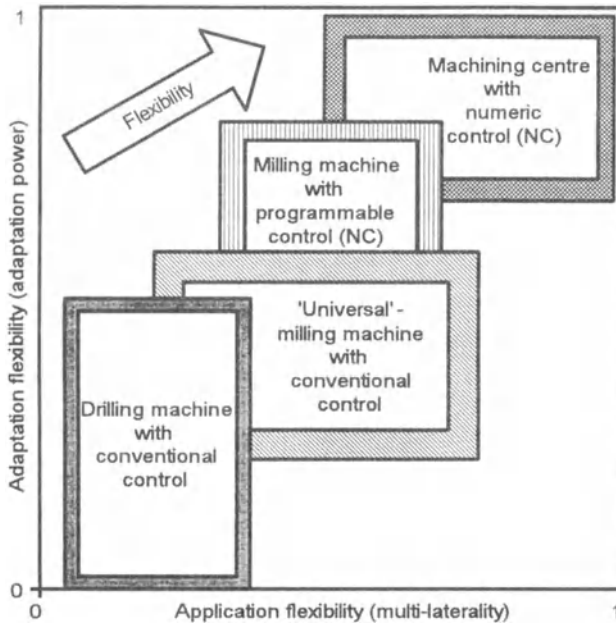 1
Adaptation flexibility (adaptation power)
Flexibility
Machining centre
with
numeric
control (NC)
Milling machine
with
programmable
control (NC)
'Universal'-
milling machine
with
conventional
control
Drilling machine
with
conventional
control
0
0
Application flexibility (multi-laterality)
1